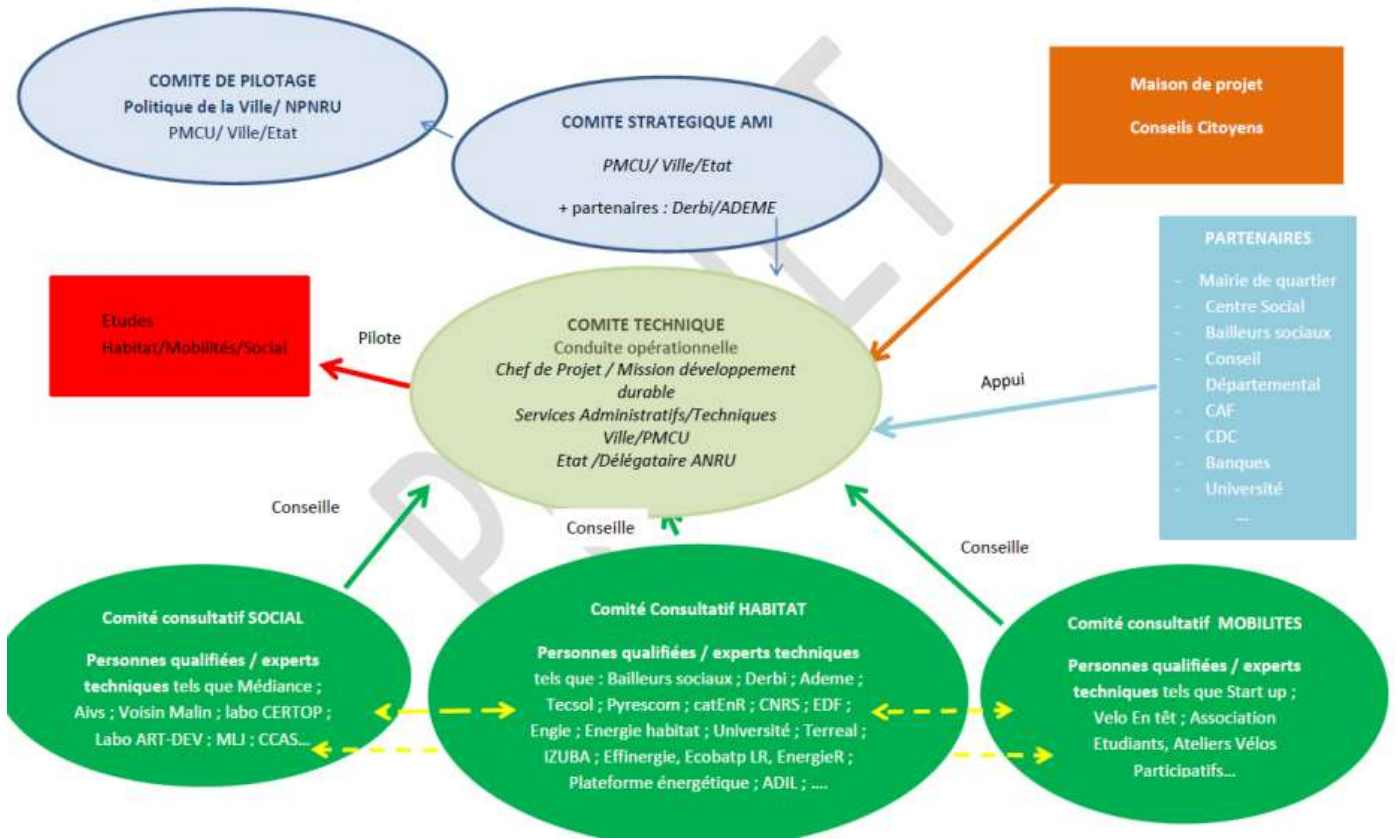 COMITE DE PILOTAGE
Politique de la Ville/ NPNRU
PMCU/ Ville/Etat
COMITE STRATEGIQUE AMI
PMCU/ Ville/Etat
+ partenaires : Derbi/ADEME
Maison de projet
Conseils Citoyens
PARTENAIRES
- Mairie de quartier
- Centre Social
- Bailleurs sociaux
- Conseil
Départemental
- CAF
- CDC
- Banques
- Université
...
Etudes
Habitat/Mobilités/Social
Pilote
COMITE TECHNIQUE
Conduite opérationnelle
Chef de Projet / Mission développement
durable
Services Administratifs/Techniques
Ville/PMCU
Etat /Délégataire ANRU
Appui
Conseille
Conseille
Conseille
Comité consultatif SOCIAL
Personnes qualifiées / experts
techniques tels que Médiance ;
Aivs ; Voisin Malin ; labo CERTOP ;
Labo ART-DEV ; MLJ ; CCAS...
Comité Consultatif HABITAT
Personnes qualifiées / experts techniques
tels que : Bailleurs sociaux ; Derbi ; Ademe ;
Tecsol ; Pyrescom ; catEnR ; CNRS ; EDF ;
Engie ; Energie habitat ; Université ; Terreal ;
IZUBA ; Effinergie, Ecobatp LR, EnergieR ;
Plateforme énergétique ; ADIL ; ....
Comité consultatif MOBILITES
Personnes qualifiées / experts
techniques tels que Start up ;
Velo En têt ; Association
Etudiants, Ateliers Vélos
Participatifs...